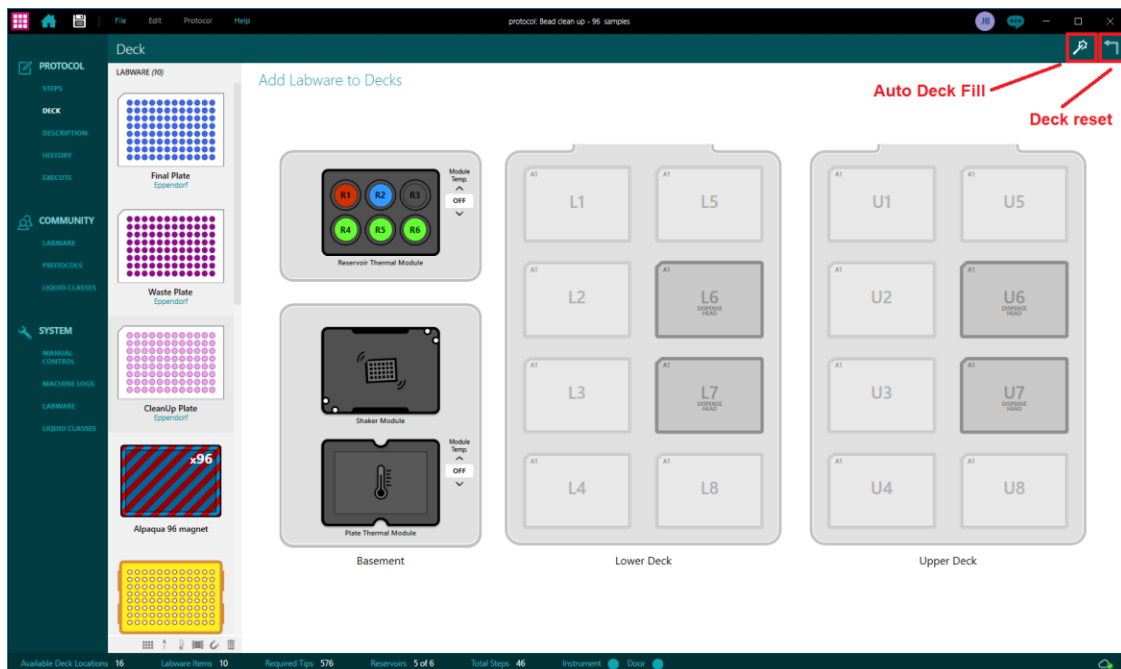 File Edit Protocol Help
protocol: Bead clean up - 96 samples
JB
Deck
Auto Deck Fill
Deck reset
PROTOCOL
STEPS
DECK
DESCRIPTION
HISTORY
EXECUTE
COMMUNITY
LABWARE
PROTOCOLS
LIQUID CLASSES
SYSTEM
MANUAL
CONTROL
MACHINE LOGS
LABWARE
LIQUID CLASSES
LABWARE (10)
Final Plate
Eppendorf
Waste Plate
Eppendorf
CleanUp Plate
Eppendorf
x96
Alpaqua 96 magnet
Add Labware to Decks
R1 R2 R3
R4 R5 R6
Module
Temp.
OFF
Reservoir Thermal Module
Shaker Module
Module
Temp.
OFF
Plate Thermal Module
Basement
A1 L1
A1 L5
A1 L2
A1 L6
DISPENSE
HEAD
A1 L3
A1 L7
DISPENSE
HEAD
A1 L4
A1 L8
Lower Deck
A1 U1
A1 U5
A1 U2
A1 U6
DISPENSE
HEAD
A1 U3
A1 U7
DISPENSE
HEAD
A1 U4
A1 U8
Upper Deck
Available Deck Locations 16 Labware Items 10 Required Tips 576 Reservoirs 5 of 6 Total Steps 46 Instrument Door